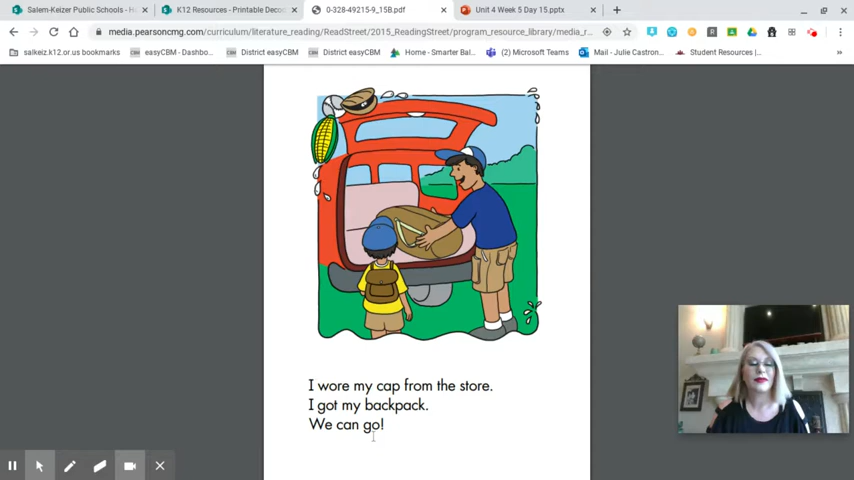 Salem-Keizer Public Schools - H
K12 Resources - Printable Decod
0-328-49215-9_15B.pdf
Unit 4 Week 5 Day 15.pptx
media.pearsoncmg.com/curriculum/literature_reading/ReadStreet/2015_ReadingStreet/program_resource_library/media_r...
salkeiz.k12.or.us bookmarks
easyCBM - Dashbo...
District easyCBM
District easyCBM
Home - Smarter Bal...
(2) Microsoft Teams
Mail - Julie Castron...
Student Resources |...
I wore my cap from the store.
I got my backpack.
We can go!